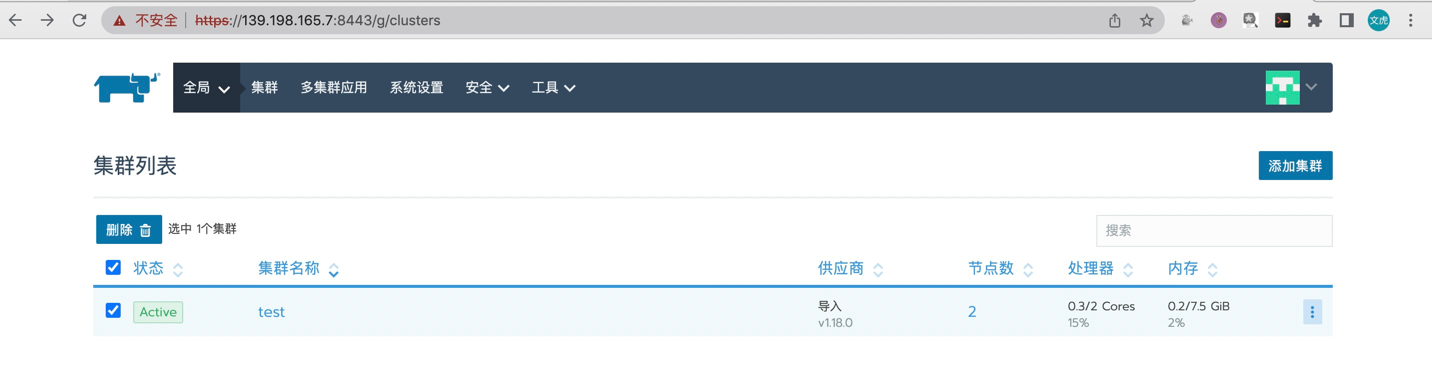 不安全 https://139.198.165.7:8443/g/clusters 文虎
全局 集群 多集群应用 系统设置 安全 工具
集群列表 添加集群
删除 选中 1个集群 搜索
状态 集群名称 供应商 节点数 处理器 内存
Active test 导入 2 0.3/2 Cores 0.2/7.5 GiB
v1.18.0 15% 2%